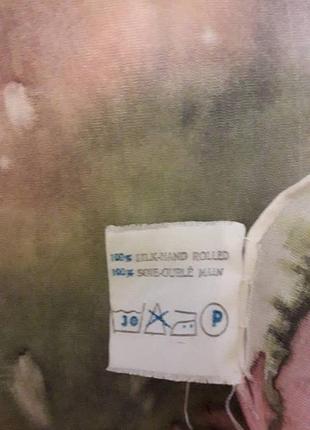 100% SILK-HAND ROLLED
100% SOIE-OURLÉ MAIN
30 P